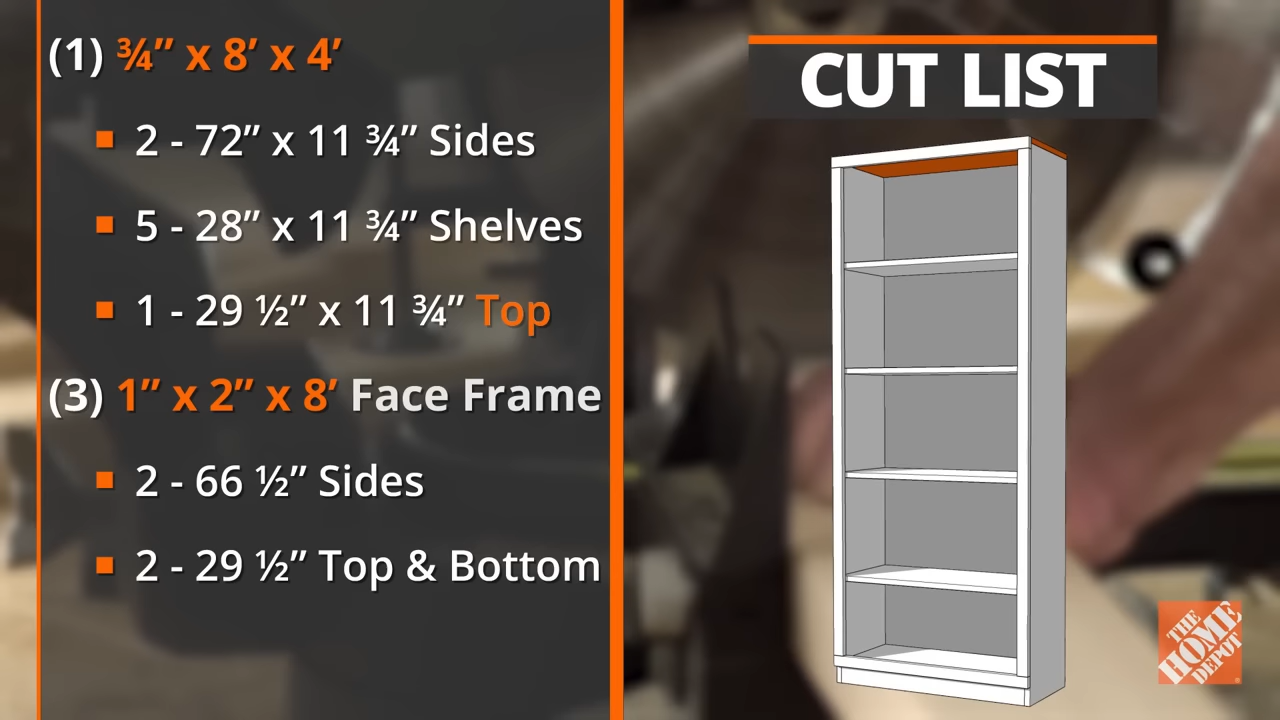 (1) ¾” x 8’ x 4’
2 - 72” x 11 ¾” Sides
5 - 28” x 11 ¾” Shelves
1 - 29 ½” x 11 ¾” Top
(3) 1” x 2” x 8’ Face Frame
2 - 66 ½” Sides
2 - 29 ½” Top & Bottom
CUT LIST
THE
HOME
DEPOT